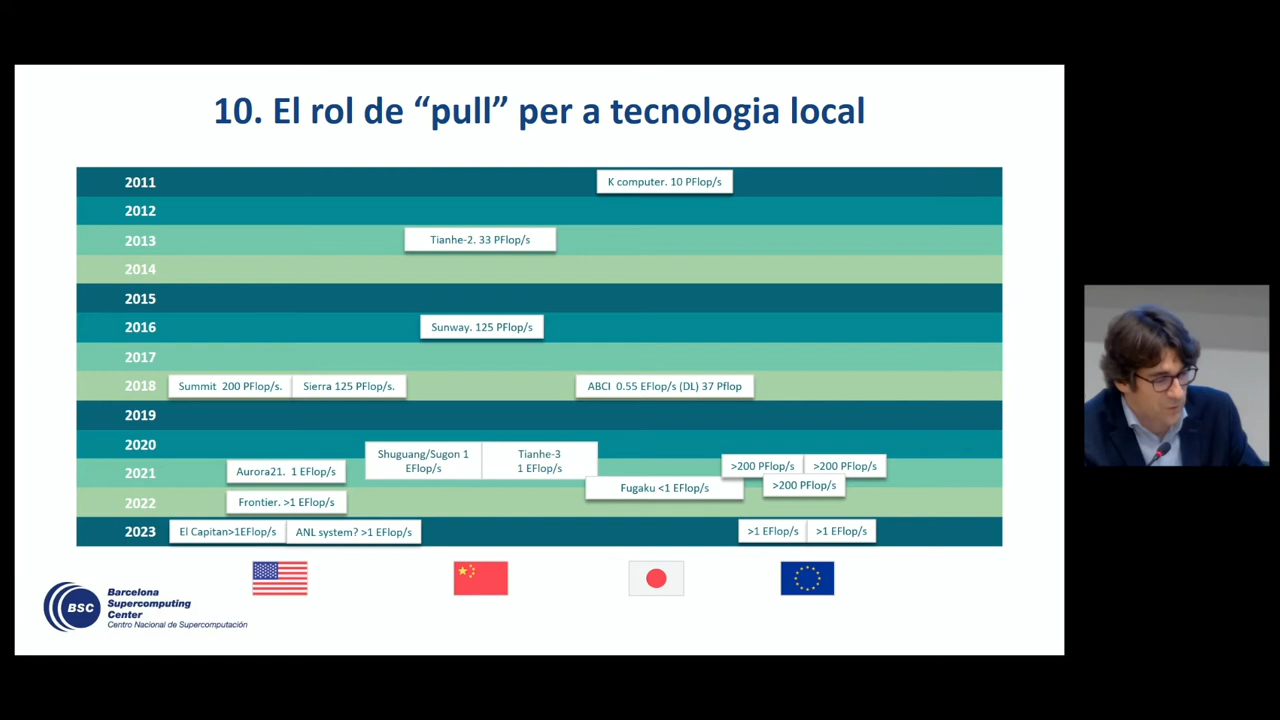 10. El rol de “pull” per a tecnologia local
2011
K computer. 10 PFlop/s
2012
2013
Tianhe-2. 33 PFlop/s
2014
2015
2016
Sunway. 125 PFlop/s
2017
2018
Summit 200 PFlop/s.
Sierra 125 PFlop/s.
ABCI 0.55 EFlop/s (DL) 37 Pflop
2019
2020
Shuguang/Sugon 1
EFlop/s
Tianhe-3
1 EFlop/s
2021
Aurora21. 1 EFlop/s
>200 PFlop/s
>200 PFlop/s
>200 PFlop/s
Fugaku <1 EFlop/s
2022
Frontier. >1 EFlop/s
2023
El Capitan>1EFlop/s
ANL system? >1 EFlop/s
>1 EFlop/s
>1 EFlop/s
BSC
Barcelona
Supercomputing
Center
Centro Nacional de Supercomputación